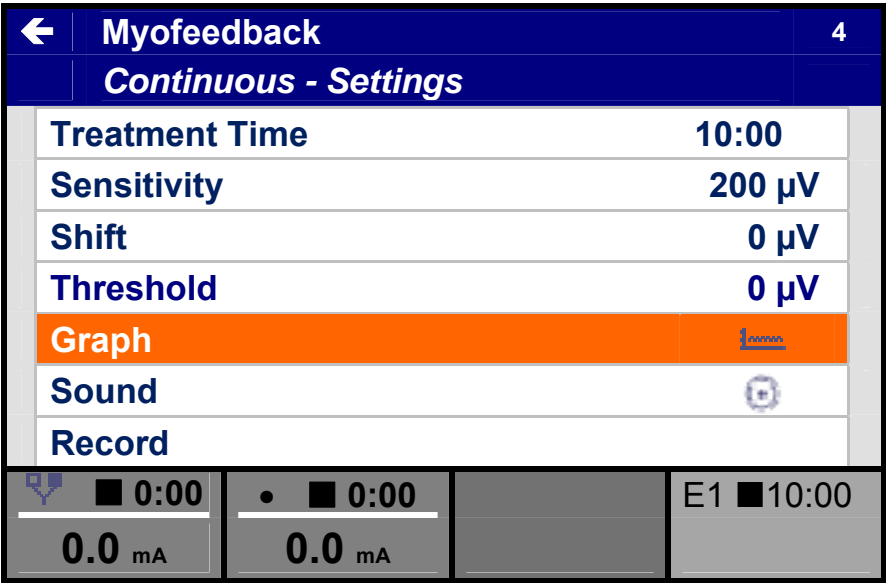 Myofeedback 4
Continuous - Settings
Treatment Time 10:00
Sensitivity 200 µV
Shift 0 µV
Threshold 0 µV
Graph
Sound
Record
0:00 0:00 E1 10:00
0.0 mA 0.0 mA